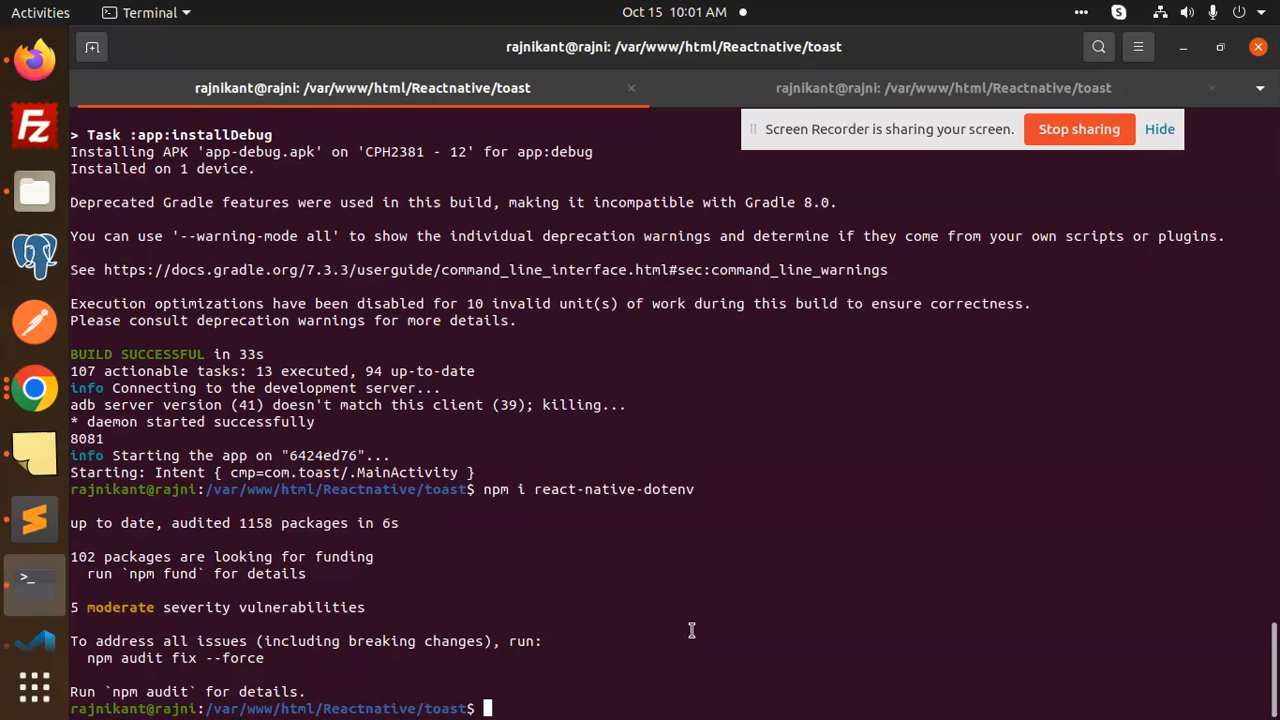 Activities
Terminal
Oct 15 10:01 AM
rajnikant@rajni: /var/www/html/Reactnative/toast
rajnikant@rajni: /var/www/html/Reactnative/toast
rajnikant@rajni: /var/www/html/Reactnative/toast
Screen Recorder is sharing your screen.
Stop sharing
Hide
> Task :app:installDebug
Installing APK 'app-debug.apk' on 'CPH2381 - 12' for app:debug
Installed on 1 device.
Deprecated Gradle features were used in this build, making it incompatible with Gradle 8.0.
You can use '--warning-mode all' to show the individual deprecation warnings and determine if they come from your own scripts or plugins.
See https://docs.gradle.org/7.3.3/userguide/command_line_interface.html#sec:command_line_warnings
Execution optimizations have been disabled for 10 invalid unit(s) of work during this build to ensure correctness.
Please consult deprecation warnings for more details.
BUILD SUCCESSFUL in 33s
107 actionable tasks: 13 executed, 94 up-to-date
info Connecting to the development server...
adb server version (41) doesn't match this client (39); killing...
* daemon started successfully
8081
info Starting the app on "6424ed76"...
Starting: Intent { cmp=com.toast/.MainActivity }
rajnikant@rajni:/var/www/html/Reactnative/toast$ npm i react-native-dotenv
up to date, audited 1158 packages in 6s
102 packages are looking for funding
run `npm fund` for details
5 moderate severity vulnerabilities
To address all issues (including breaking changes), run:
npm audit fix --force
Run `npm audit` for details.
rajnikant@rajni:/var/www/html/Reactnative/toast$